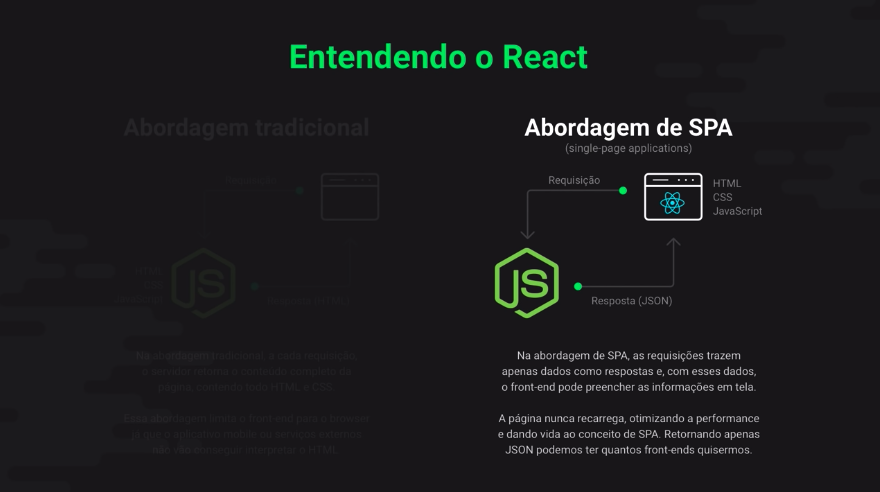 Entendendo o React
Abordagem tradicional
Requisição
HTML
CSS
JavaScript
JS
Resposta (HTML)
Na abordagem tradicional, a cada requisição,
o servidor retorna o conteúdo completo da
página, contendo todo HTML e CSS.
Essa abordagem limita o front-end para o browser
já que o aplicativo mobile ou serviços externos
não
interpretar o HTML.
Abordagem de SPA
(single-page applications)
Requisição
HTML
CSS
JavaScript
JS
Resposta (JSON)
Na abordagem de SPA, as requisições trazem
apenas dados como respostas e, com esses dados,
o front-end pode preencher as informações em tela.
A página nunca recarrega, otimizando a performance
e dando vida ao conceito de SPA. Retornando apenas
JSON podemos ter quantos front-ends quisermos.